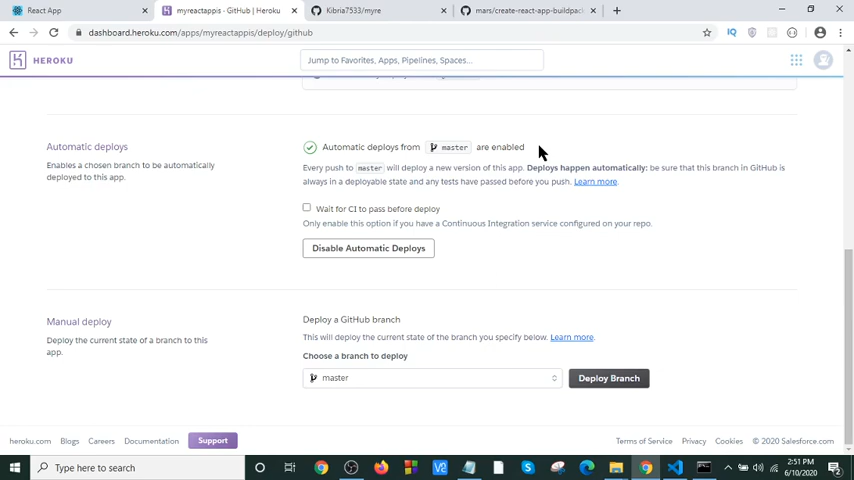 React App
myreactappis - GitHub | Heroku
Kibria7533/myre
mars/create-react-app-buildpack
dashboard.heroku.com/apps/myreactappis/deploy/github
HEROKU
Jump to Favorites, Apps, Pipelines, Spaces...
Automatic deploys
Enables a chosen branch to be automatically
deployed to this app.
Automatic deploys from master are enabled
Every push to master will deploy a new version of this app. Deploys happen automatically: be sure that this branch in GitHub is
always in a deployable state and any tests have passed before you push. Learn more.
Wait for CI to pass before deploy
Only enable this option if you have a Continuous Integration service configured on your repo.
Disable Automatic Deploys
Manual deploy
Deploy the current state of a branch to this
app.
Deploy a GitHub branch
This will deploy the current state of the branch you specify below. Learn more.
Choose a branch to deploy
master
Deploy Branch
heroku.com Blogs Careers Documentation Support
Terms of Service Privacy Cookies © 2020 Salesforce.com
Type here to search
2:51 PM
6/10/2020
2